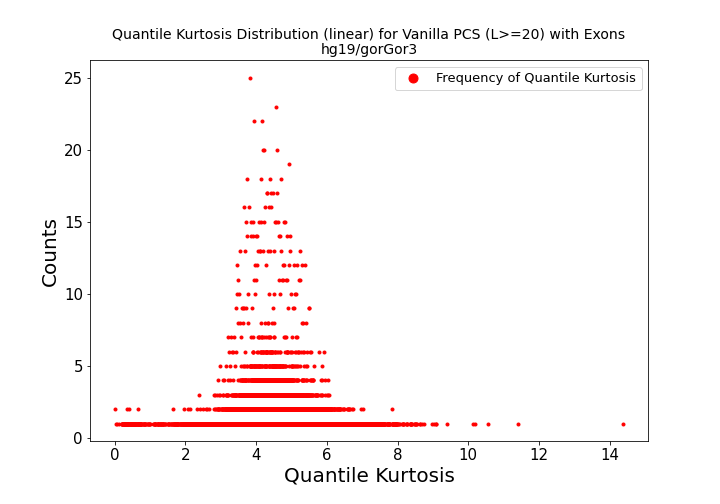 Quantile Kurtosis Distribution (linear) for Vanilla PCS (L>=20) with Exons
hg19/gorGor3
Frequency of Quantile Kurtosis
25
20
15
10
5
0
Counts
0 2 4 6 8 10 12 14
Quantile Kurtosis